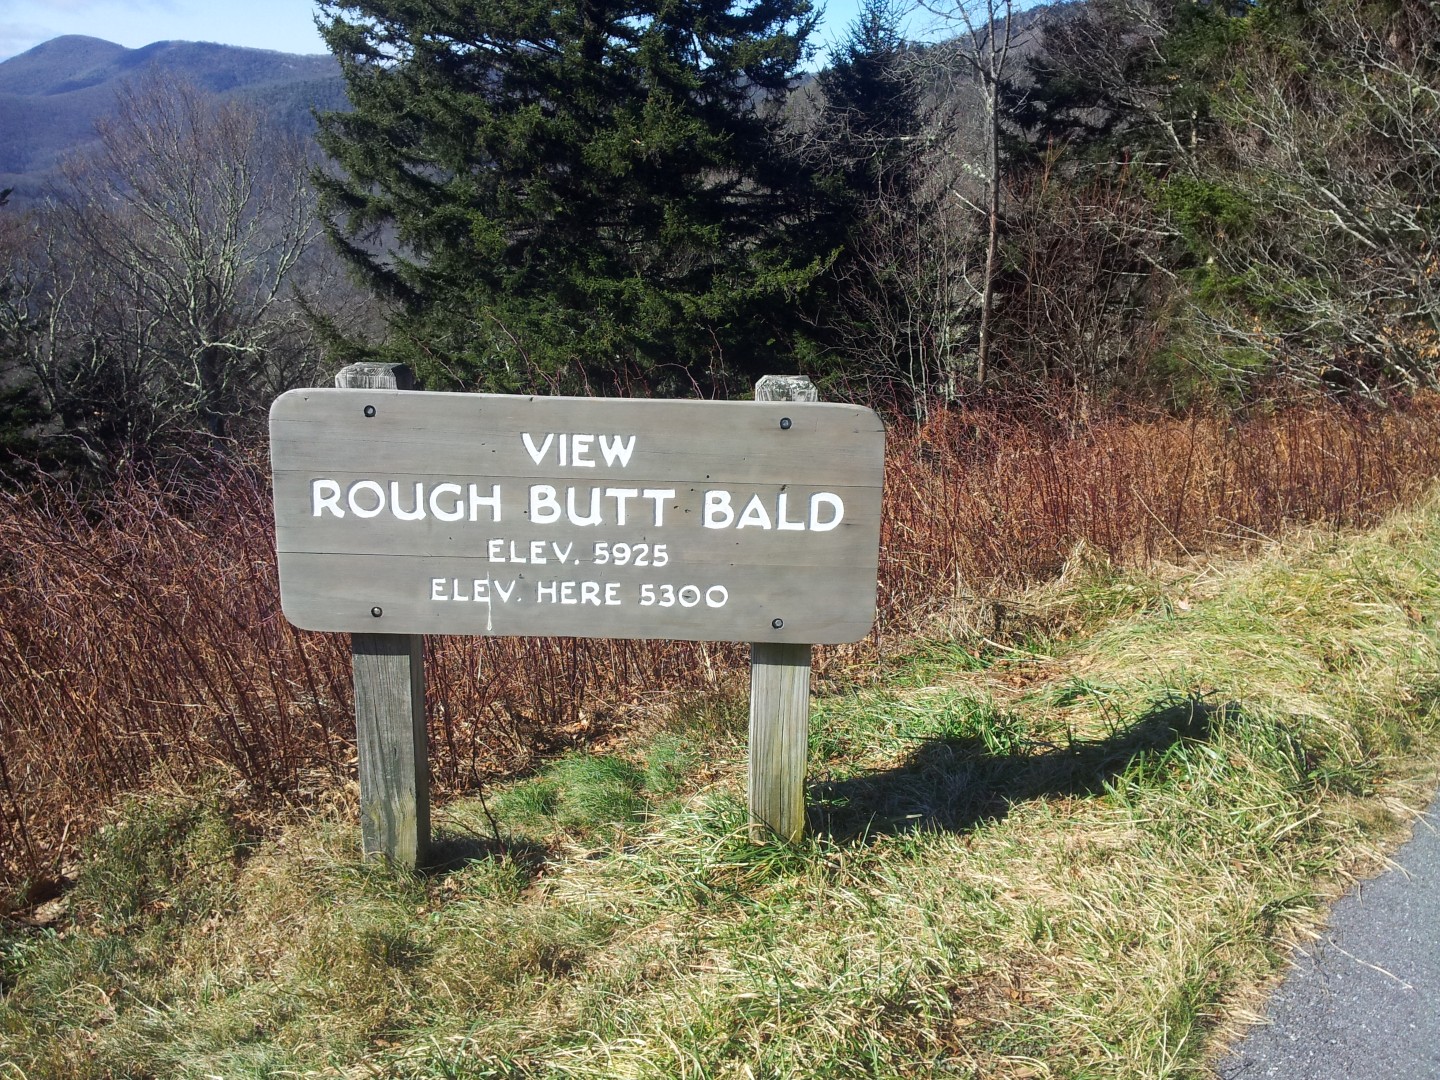 VIEW
ROUGH BUTT BALD
ELEV. 5925
ELEV. HERE 5300